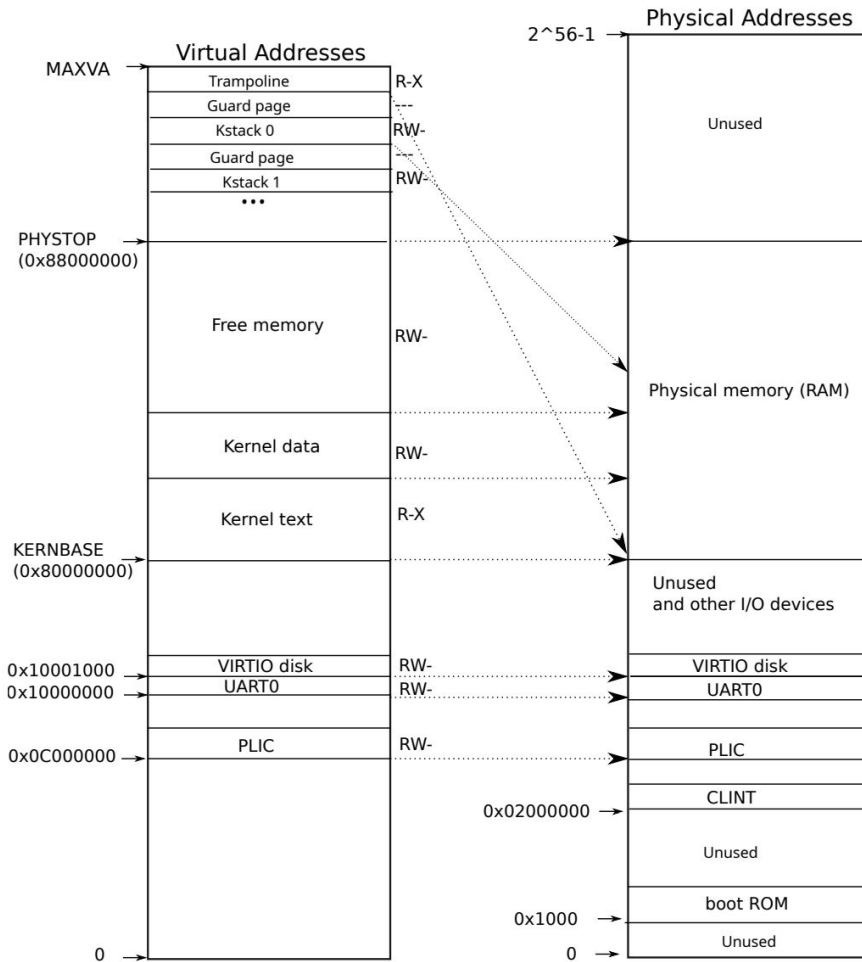 Virtual Addresses
MAXVA
Trampoline
R-X
Guard page
---
Kstack 0
RW-
Guard page
---
Kstack 1
RW-
...
PHYSTOP
(0x88000000)
Free memory
RW-
Kernel data
RW-
Kernel text
R-X
KERNBASE
(0x80000000)
VIRTIO disk
RW-
0x10001000
UART0
RW-
0x10000000
PLIC
RW-
0x0C000000
0
Physical Addresses
2^56-1
Unused
Physical memory (RAM)
Unused
and other I/O devices
VIRTIO disk
UART0
PLIC
CLINT
0x02000000
Unused
boot ROM
0x1000
Unused
0